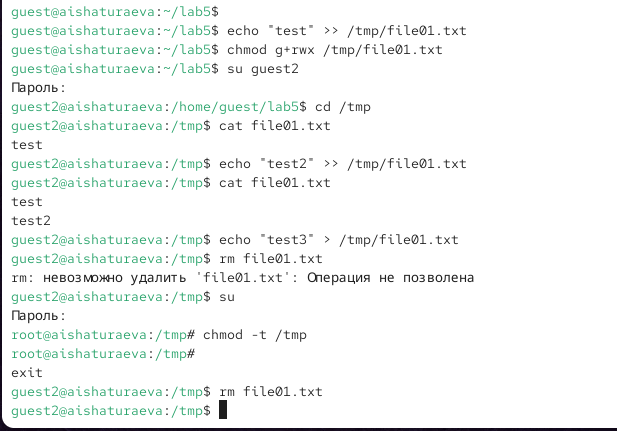 guest@aishaturaeva:~/lab5$
guest@aishaturaeva:~/lab5$ echo "test" >> /tmp/file01.txt
guest@aishaturaeva:~/lab5$ chmod g+rwx /tmp/file01.txt
guest@aishaturaeva:~/lab5$ su guest2
Пароль:
guest2@aishaturaeva:/home/guest/lab5$ cd /tmp
guest2@aishaturaeva:/tmp$ cat file01.txt
test
guest2@aishaturaeva:/tmp$ echo "test2" >> /tmp/file01.txt
guest2@aishaturaeva:/tmp$ cat file01.txt
test
test2
guest2@aishaturaeva:/tmp$ echo "test3" > /tmp/file01.txt
guest2@aishaturaeva:/tmp$ rm file01.txt
rm: невозможно удалить 'file01.txt': Операция не позволена
guest2@aishaturaeva:/tmp$ su
Пароль:
root@aishaturaeva:/tmp# chmod -t /tmp
root@aishaturaeva:/tmp#
exit
guest2@aishaturaeva:/tmp$ rm file01.txt
guest2@aishaturaeva:/tmp$